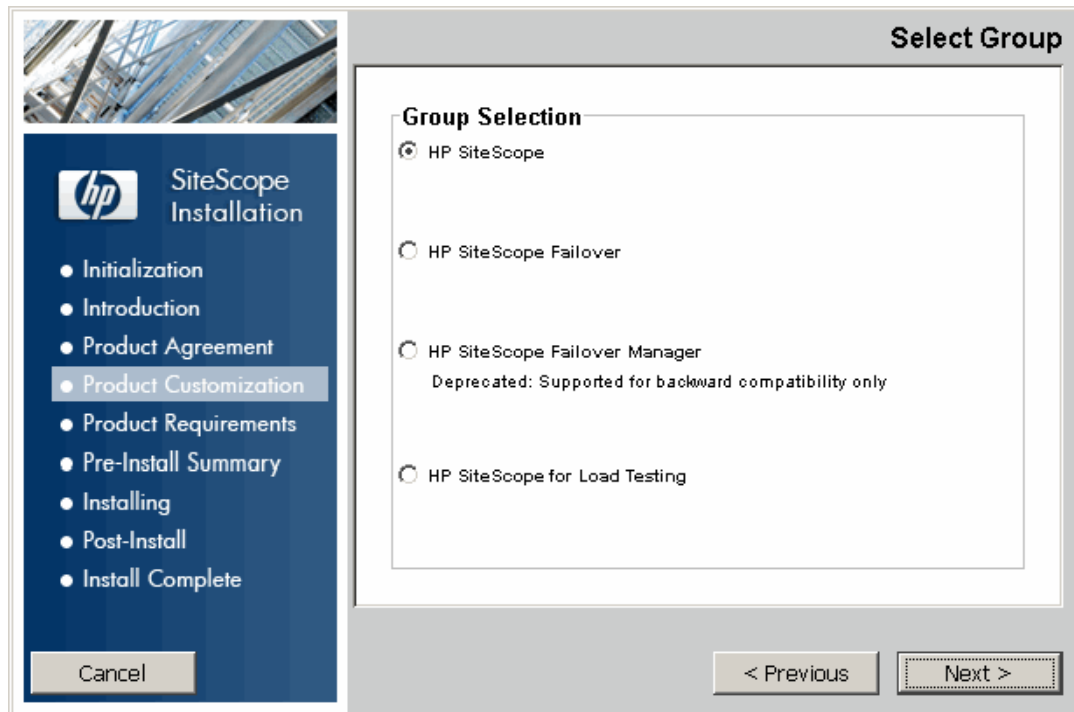 Select Group
hp
SiteScope
Installation
Initialization
Introduction
Product Agreement
Product Customization
Product Requirements
Pre-Install Summary
Installing
Post-Install
Install Complete
Group Selection
HP SiteScope
HP SiteScope Failover
HP SiteScope Failover Manager
Deprecated: Supported for backward compatibility only
HP SiteScope for Load Testing
Cancel
< Previous
Next >